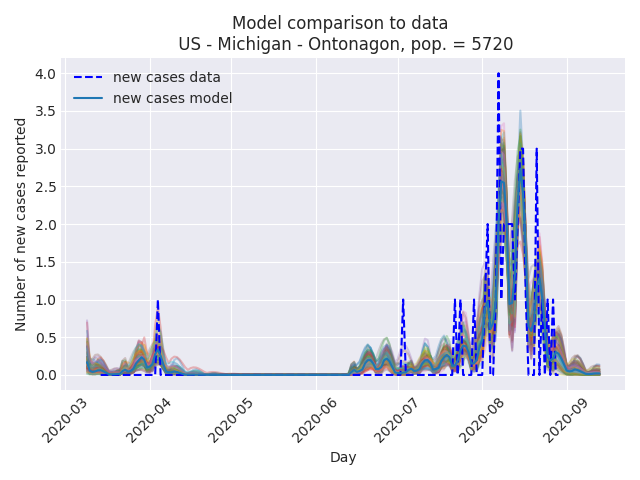 Model comparison to data
US - Michigan - Ontonagon, pop. = 5720
new cases data
new cases model
Number of new cases reported
4.0
3.5
3.0
2.5
2.0
1.5
1.0
0.5
0.0
2020-03
2020-04
2020-05
2020-06
2020-07
2020-08
2020-09
Day